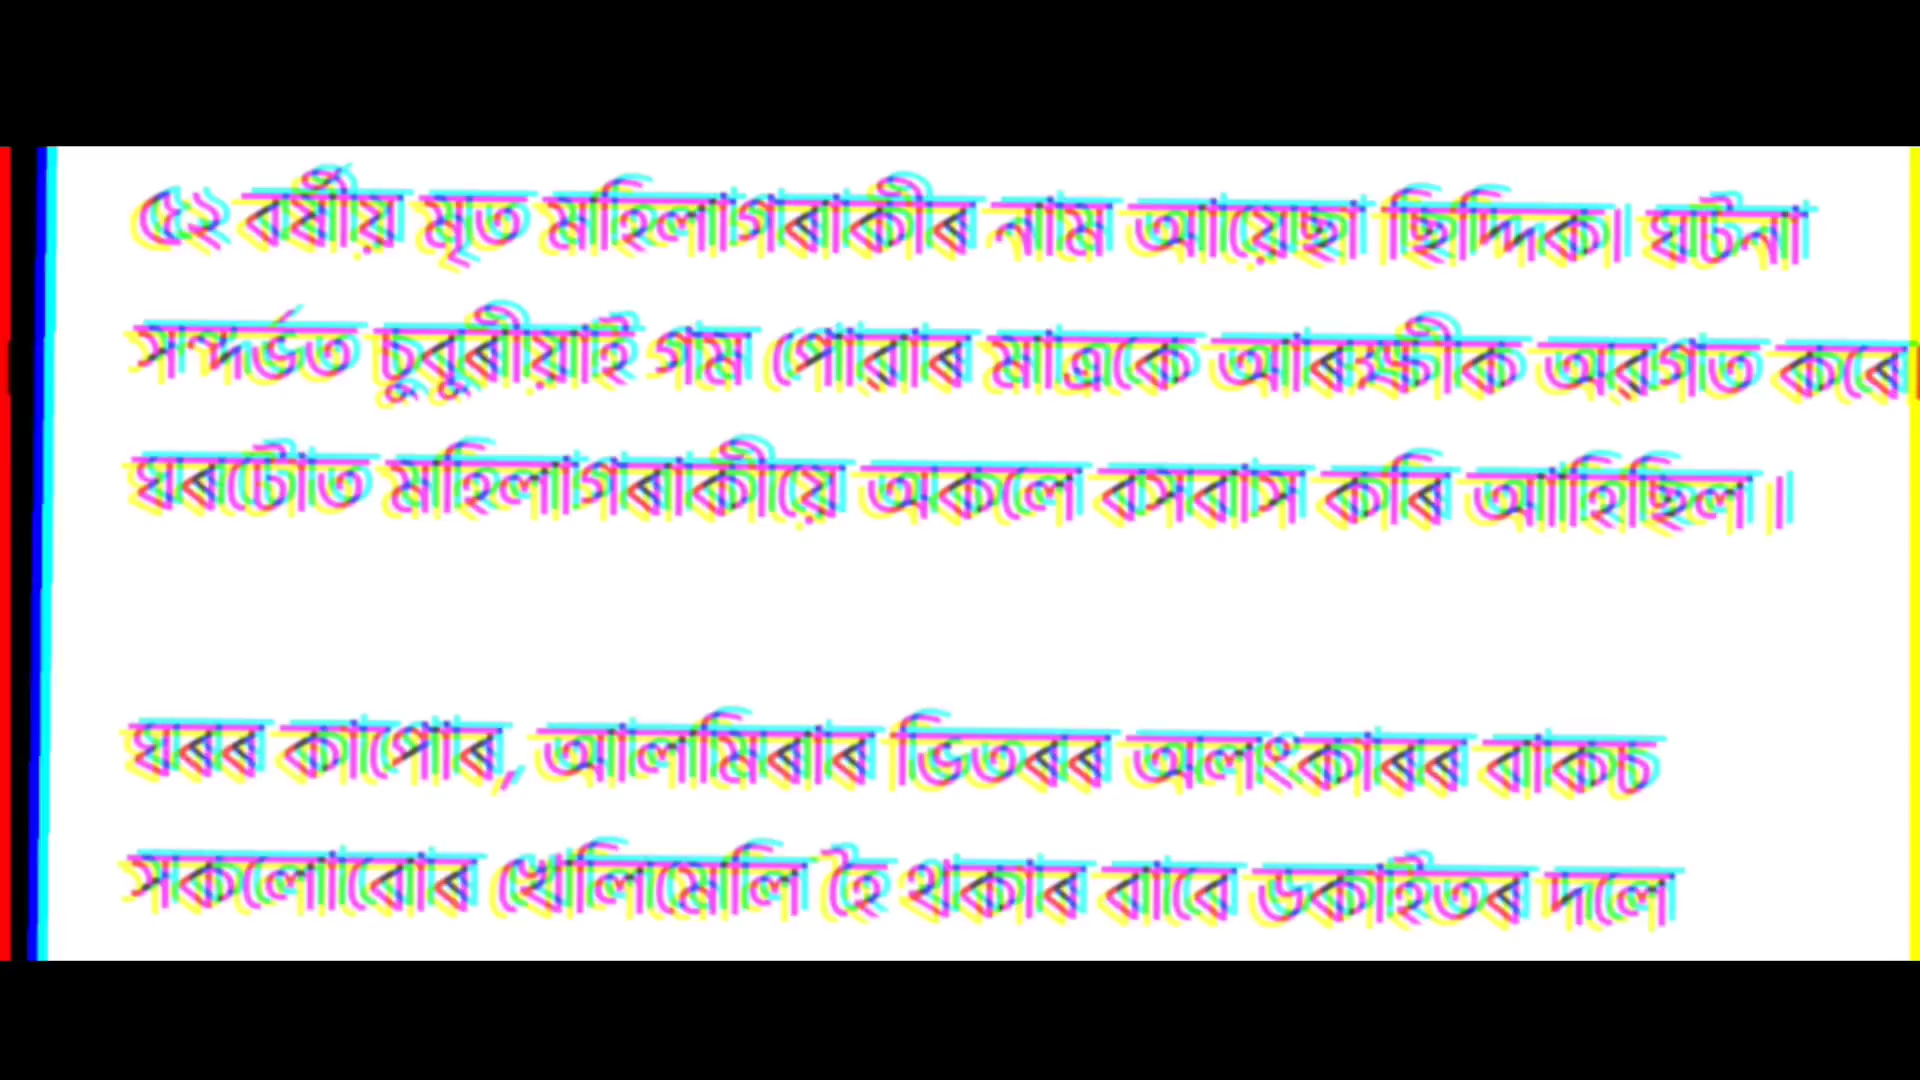 ৫২ বৰ্ষীয় মৃত মহিলাগৰাকীৰ নাম আয়েছা ছিদ্দিকা। ঘটনা
সন্দৰ্ভত চুবুৰীয়াই গম পোৱাৰ মাত্ৰকে আৰক্ষীক অৱগত কৰে।
ঘৰটোত মহিলাগৰাকীয়ে অকলে বসবাস কৰি আহিছিল।
ঘৰৰ কাপোৰ, আলমিৰাৰ ভিতৰৰ অলংকাৰৰ বাকচ
সকলোবোৰ খেলিমেলি হৈ থকাৰ বাবে ডকাইতৰ দলে